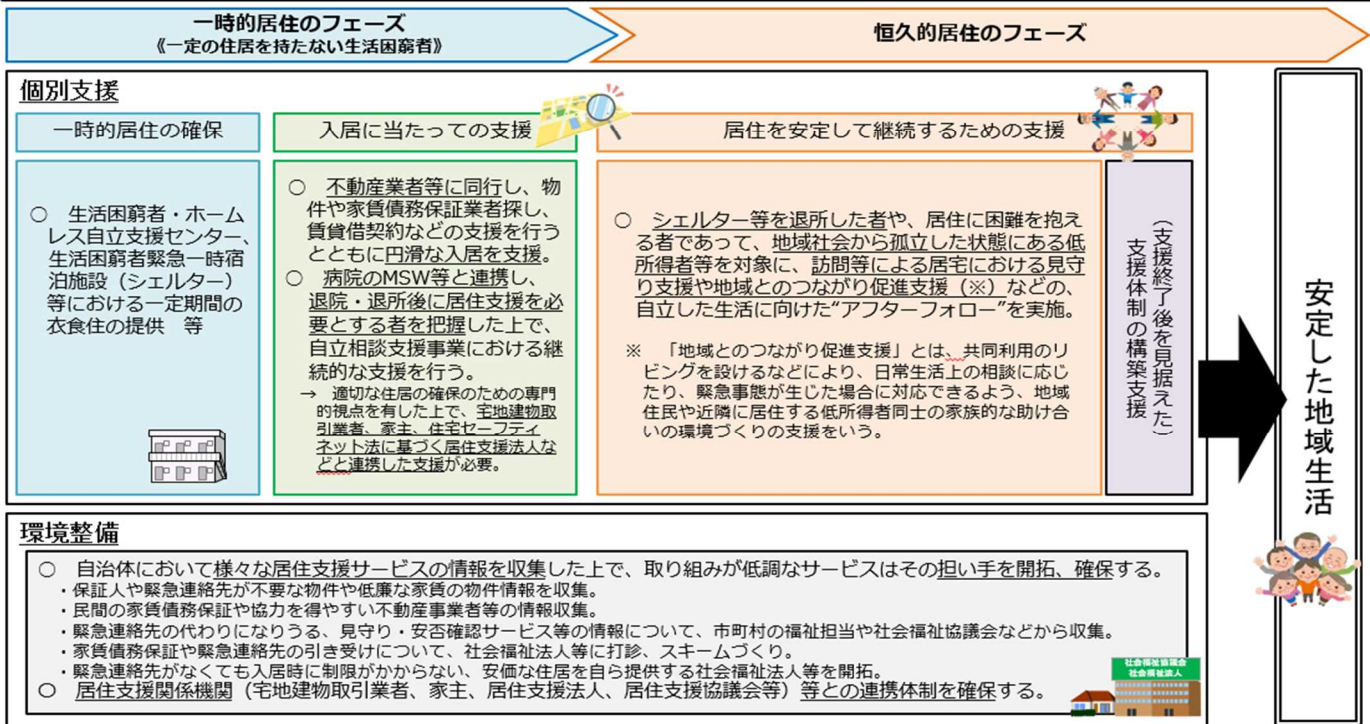 一時的居住のフェーズ
《一定の住居を持たない生活困窮者》
恒久的居住のフェーズ
個別支援
一時的居住の確保
○ 生活困窮者・ホーム
レス自立支援センター、
生活困窮者緊急一時宿
泊施設（シェルター）
等における一定期間の
衣食住の提供 等
入居に当たっての支援
○ 不動産業者等に同行し、物
件や家賃債務保証業者探し、
賃貸借契約などの支援を行う
とともに円滑な入居を支援。
○ 病院のMSW等と連携し、
退院・退所後に居住支援を必
要とする者を把握した上で、
自立相談支援事業における継
続的な支援を行う。
→ 適切な住居の確保のための専門
的視点を有した上で、宅地建物取
引業者、家主、住宅セーフティ
ネット法に基づく居住支援法人な
どと連携した支援が必要。
居住を安定して継続するための支援
○ シェルター等を退所した者や、居住に困難を抱え
る者であって、地域社会から孤立した状態にある低
所得者等を対象に、訪問等による居宅における見守
り支援や地域とのつながり促進支援（※）などの、
自立した生活に向けた“アフターフォロー”を実施。
※ 「地域とのつながり促進支援」とは、共同利用のリ
ビングを設けるなどにより、日常生活上の相談に応じ
たり、緊急事態が生じた場合に対応できるよう、地域
住民や近隣に居住する低所得者同士の家族的な助け合
いの環境づくりの支援をいう。
（支援終了後を見据えた）
支援体制の構築支援
安定した地域生活
環境整備
○ 自治体において様々な居住支援サービスの情報を収集した上で、取り組みが低調なサービスはその担い手を開拓、確保する。
・保証人や緊急連絡先が不要な物件や低廉な家賃の物件情報を収集。
・民間の家賃債務保証や協力を得やすい不動産事業者等の情報収集。
・緊急連絡先の代わりになりうる、見守り・安否確認サービス等の情報について、市町村の福祉担当や社会福祉協議会などから収集。
・家賃債務保証や緊急連絡先の引き受けについて、社会福祉法人等に打診、スキームづくり。
・緊急連絡先がなくても入居時に制限がかからない、安価な住居を自ら提供する社会福祉法人等を開拓。
○ 居住支援関係機関（宅地建物取引業者、家主、居住支援法人、居住支援協議会等）等との連携体制を確保する。
社会福祉協議会
社会福祉法人